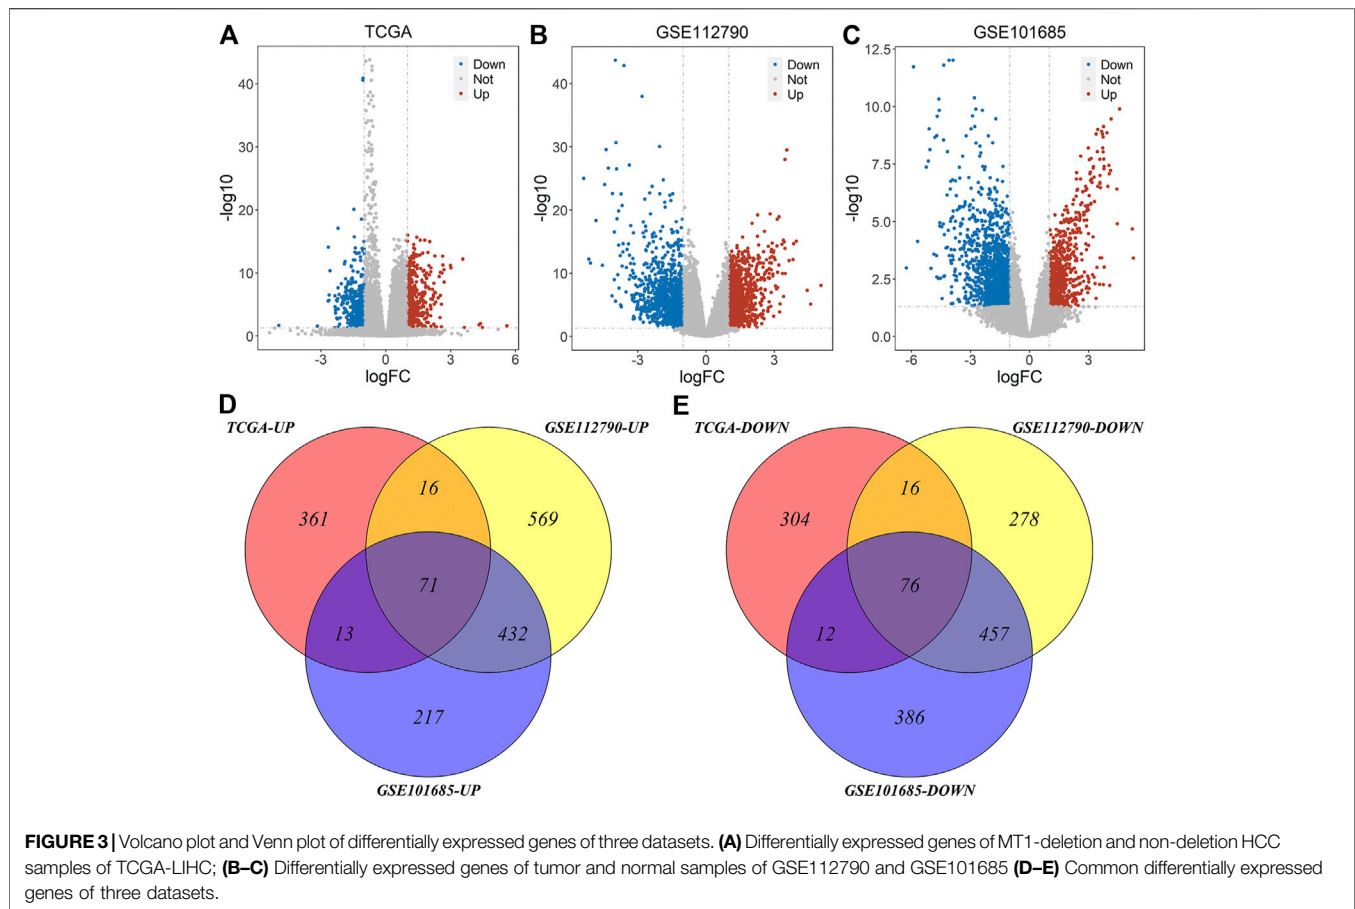 A
TCGA
Down
Not
Up
40
30
20
10
0
-log10
-3
0
3
6
logFC
B
GSE112790
Down
Not
Up
40
30
20
10
0
-log10
-3
0
3
logFC
C
GSE101685
Down
Not
Up
12.5
10.0
7.5
5.0
2.5
0.0
-log10
-6
-3
0
3
logFC
D
TCGA-UP
GSE112790-UP
16
361
569
71
13
432
217
GSE101685-UP
E
TCGA-DOWN
GSE112790-DOWN
16
304
278
76
12
457
386
GSE101685-DOWN
FIGURE 3 | Volcano plot and Venn plot of differentially expressed genes of three datasets. (A) Differentially expressed genes of MT1-deletion and non-deletion HCC
samples of TCGA-LIHC; (B–C) Differentially expressed genes of tumor and normal samples of GSE112790 and GSE101685 (D–E) Common differentially expressed
genes of three datasets.